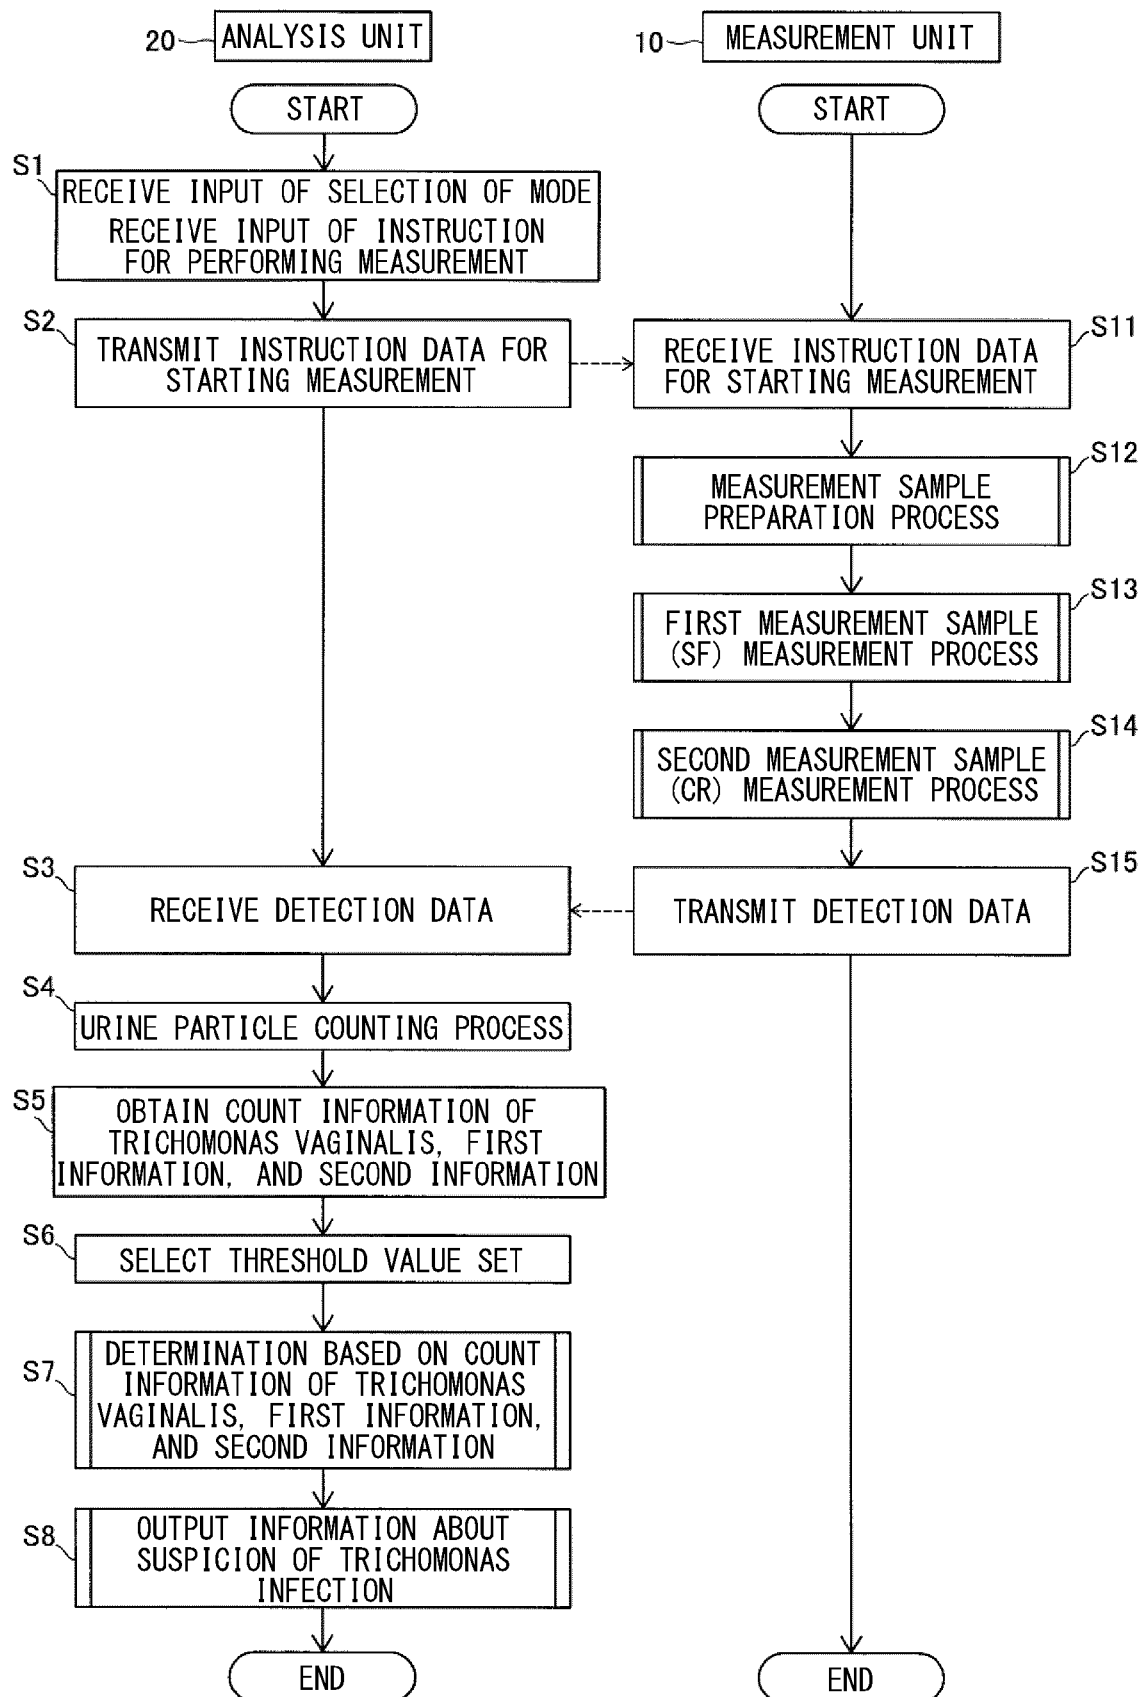 20
ANALYSIS UNIT
10
MEASUREMENT UNIT
START
START
S1
RECEIVE INPUT OF SELECTION OF MODE
RECEIVE INPUT OF INSTRUCTION
FOR PERFORMING MEASUREMENT
S2
TRANSMIT INSTRUCTION DATA FOR
STARTING MEASUREMENT
S11
RECEIVE INSTRUCTION DATA
FOR STARTING MEASUREMENT
S12
MEASUREMENT SAMPLE
PREPARATION PROCESS
S13
FIRST MEASUREMENT SAMPLE
(SF) MEASUREMENT PROCESS
S14
SECOND MEASUREMENT SAMPLE
(CR) MEASUREMENT PROCESS
S3
RECEIVE DETECTION DATA
S15
TRANSMIT DETECTION DATA
S4
URINE PARTICLE COUNTING PROCESS
S5
OBTAIN COUNT INFORMATION OF
TRICHOMONAS VAGINALIS, FIRST
INFORMATION, AND SECOND INFORMATION
S6
SELECT THRESHOLD VALUE SET
S7
DETERMINATION BASED ON COUNT
INFORMATION OF TRICHOMONAS
VAGINALIS, FIRST INFORMATION,
AND SECOND INFORMATION
S8
OUTPUT INFORMATION ABOUT
SUSPICION OF TRICHOMONAS
INFECTION
END
END